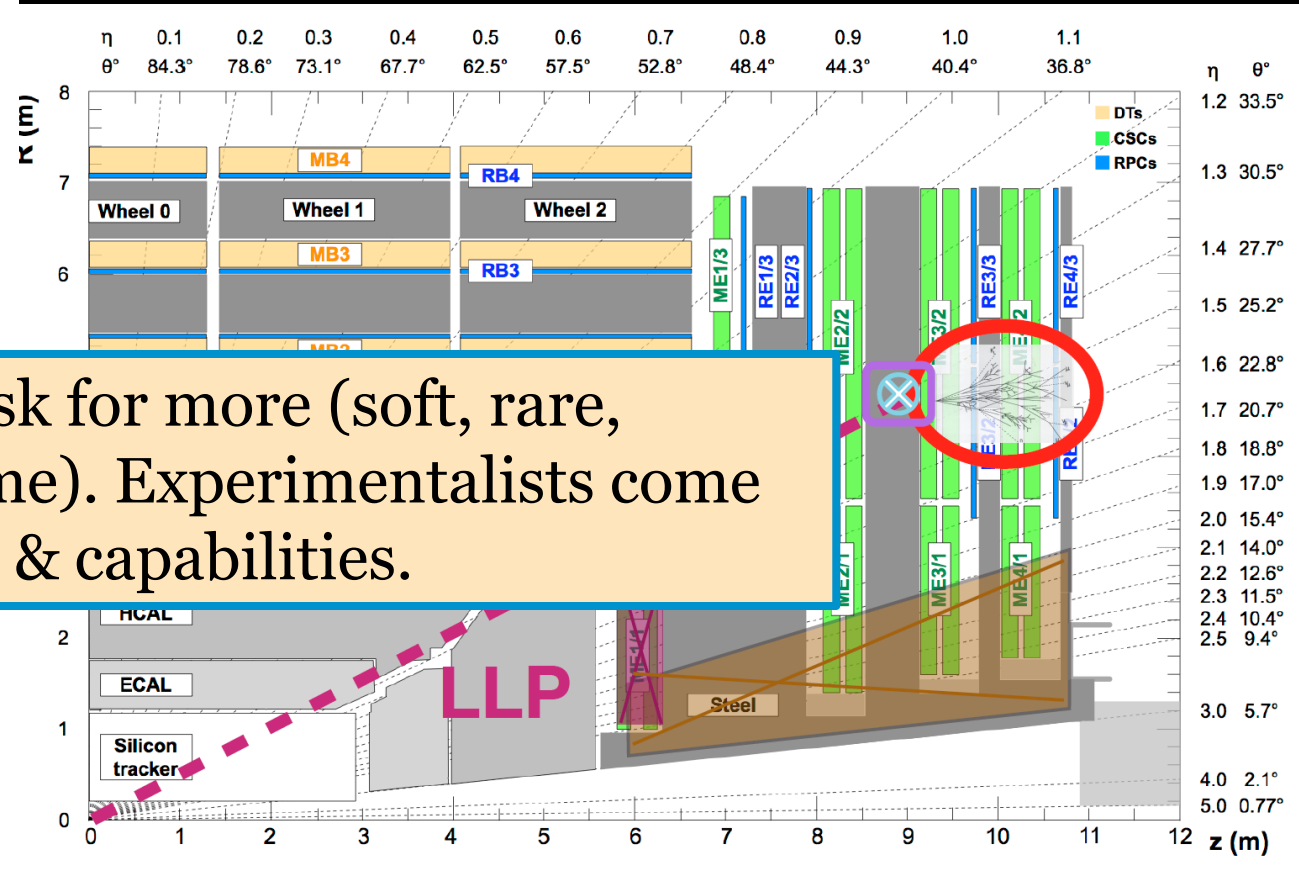 η 0.1 0.2 0.3 0.4 0.5 0.6 0.7 0.8 0.9 1.0 1.1
θ° 84.3° 78.6° 73.1° 67.7° 62.5° 57.5° 52.8° 48.4° 44.3° 40.4° 36.8°
η θ°
8
1.2 33.5°
R (m)
DTs
CSCs
RPCs
MB4
RB4
7
1.3 30.5°
Wheel 0
Wheel 1
Wheel 2
MB3
RB3
6
1.4 27.7°
ME1/3
RE1/3
RE2/3
RE3/3
RE4/3
1.5 25.2°
ME2/2
1.6 22.8°
for more (soft, rare,
1.7 20.7°
RE3/2
1.8 18.8°
Experimentalists come
1.9 17.0°
2.0 15.4°
& capabilities.
2.1 14.0°
ME2/1
ME3/1
ME4/1
2.2 12.6°
2.3 11.5°
HCAL
2.4 10.4°
2
2.5 9.4°
ECAL
LLP
Steel
1
3.0 5.7°
Silicon
tracker
4.0 2.1°
5.0 0.77°
0
0 1 2 3 4 5 6 7 8 9 10 11 12 z (m)